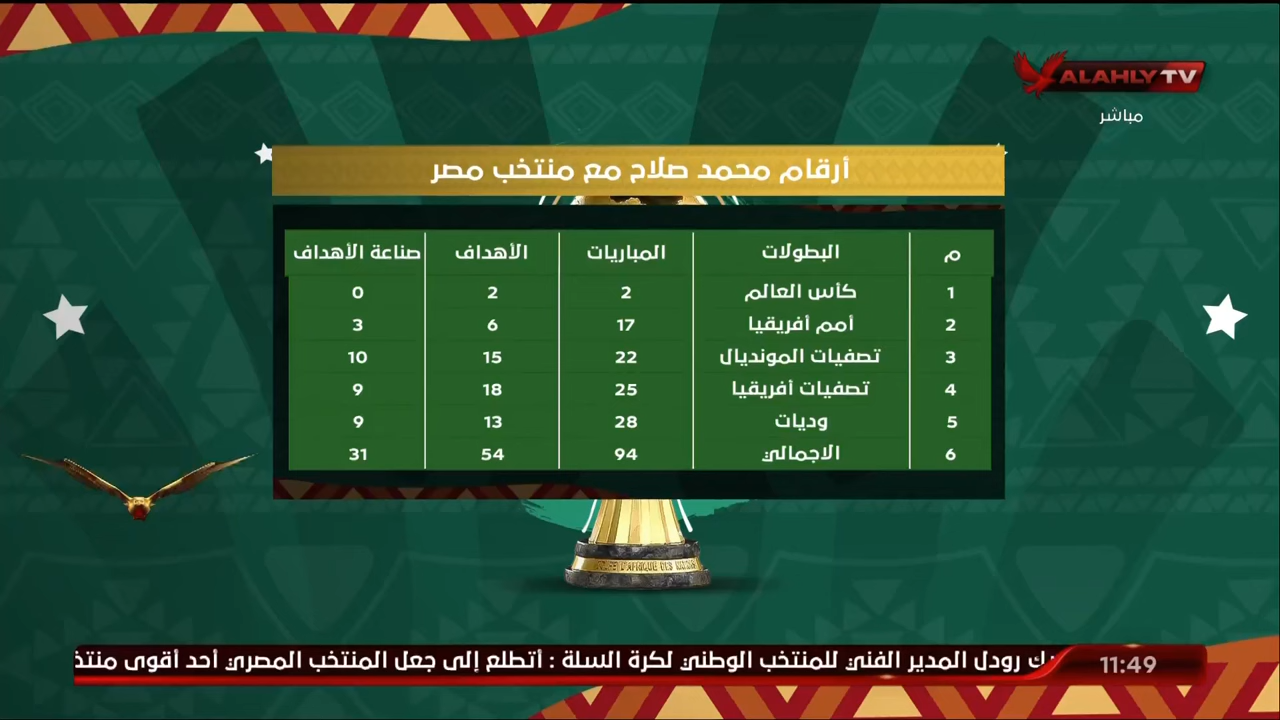 ALAHLY TV
مباشر
أرقام محمد صلاح مع منتخب مصر
م البطولات المباريات الأهداف صناعة الأهداف
1 كأس العالم 2 2 0
2 أمم أفريقيا 17 6 3
3 تصفيات المونديال 22 15 10
4 تصفيات أفريقيا 25 18 9
5 وديات 28 13 9
6 الاجمالي 94 54 31
D'AFRIQUE DES
11:49
رودل المدير الفني للمنتخب الوطني لكرة السلة : أتطلع إلى جعل المنتخب المصري أحد أقوى